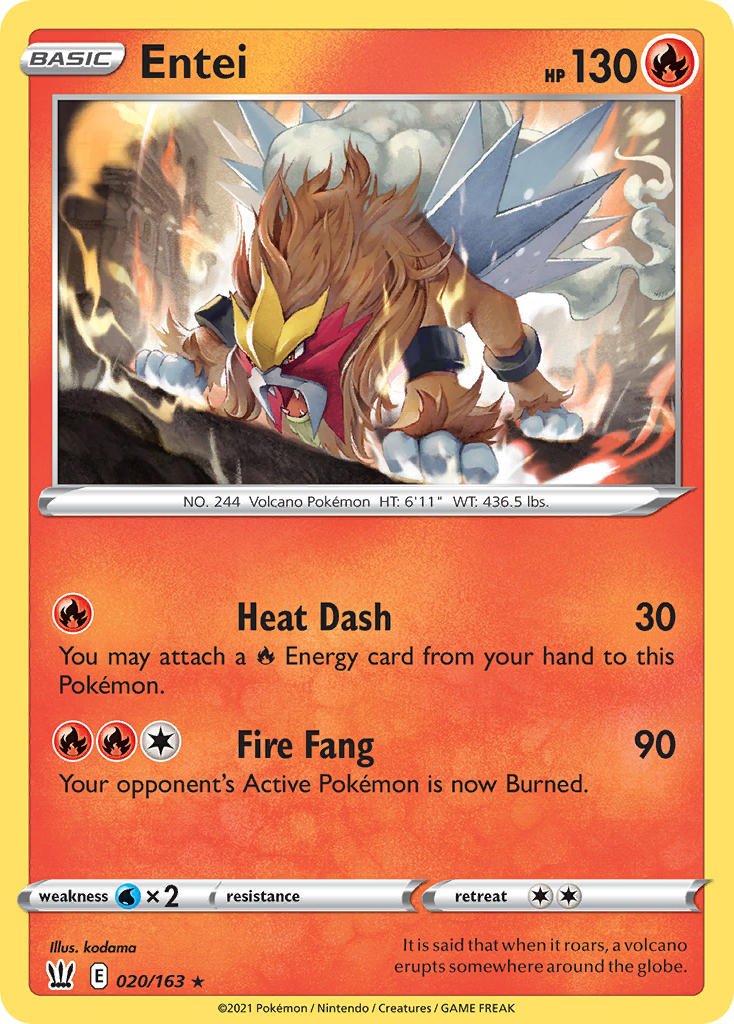 BASIC Entei HP 130
NO. 244 Volcano Pokémon HT: 6'11" WT: 436.5 lbs.
Heat Dash 30
You may attach a Energy card from your hand to this
Pokémon.
Fire Fang 90
Your opponent's Active Pokémon is now Burned.
weakness ×2 resistance retreat
Illus. kodama
It is said that when it roars, a volcano
erupts somewhere around the globe.
E 020/163 ★
©2021 Pokémon / Nintendo / Creatures / GAME FREAK